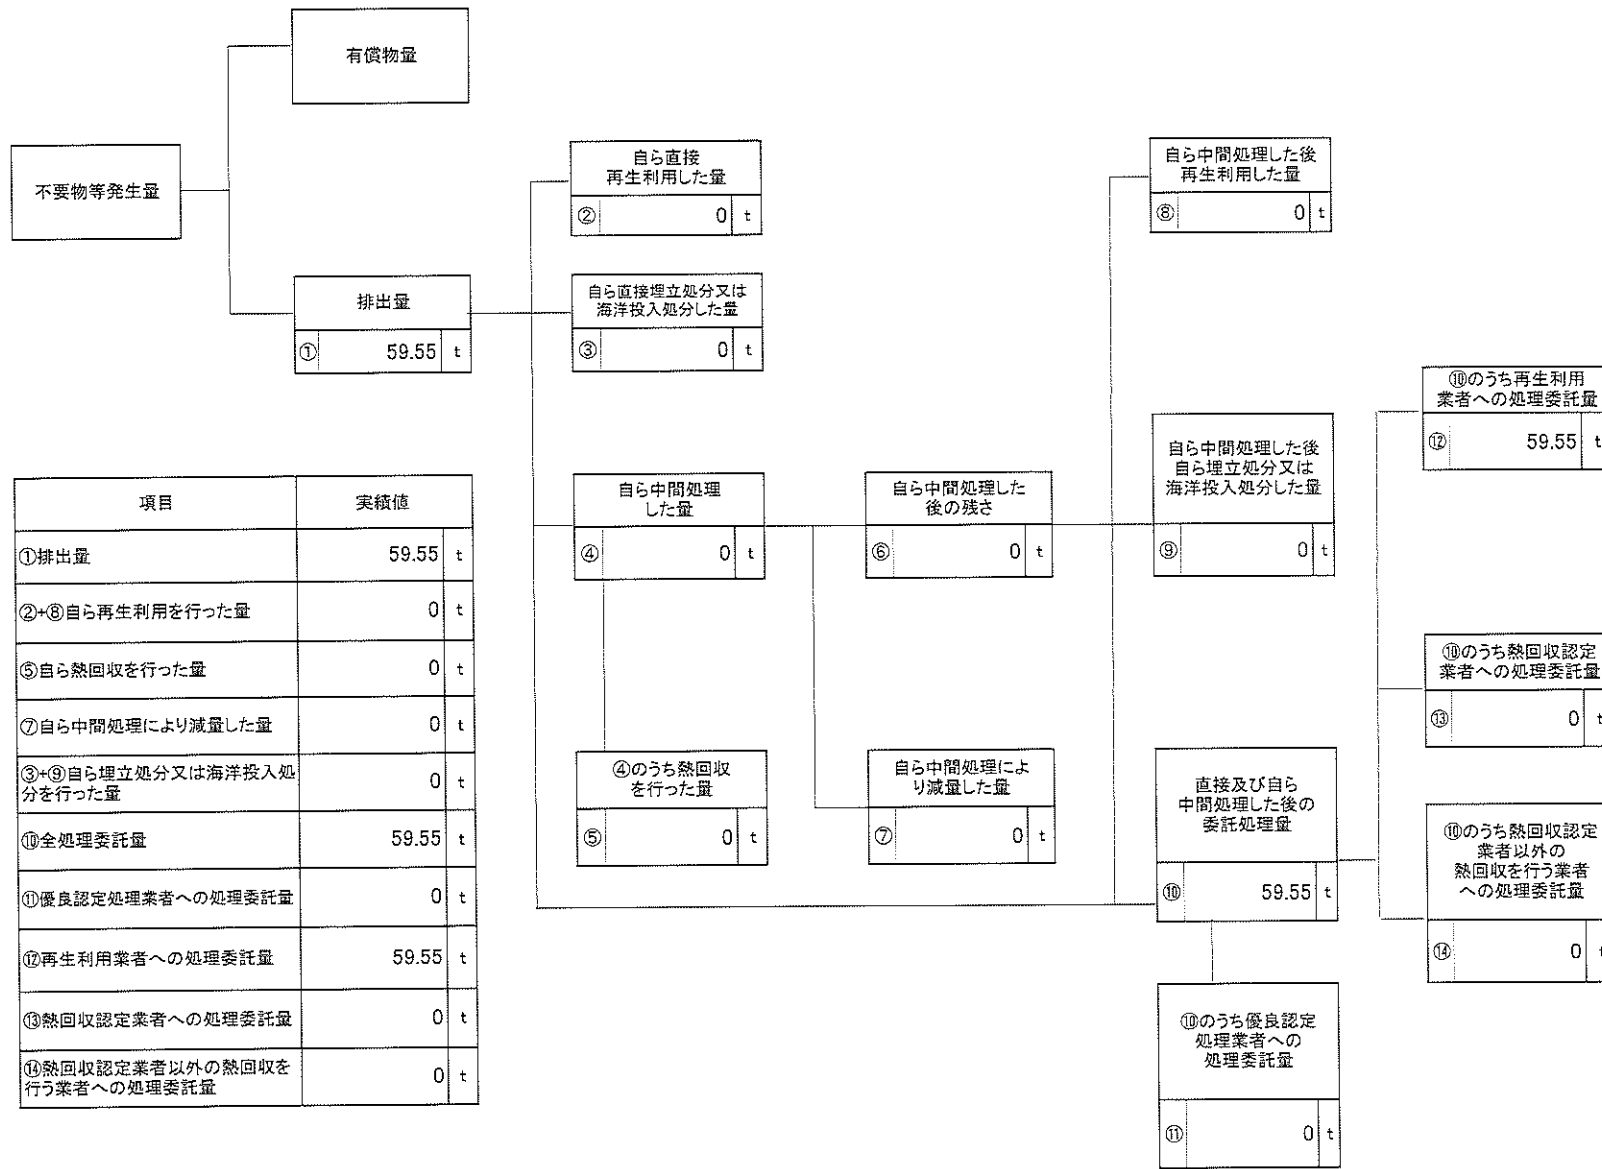 有償物量
不要物等発生量
排出量
① 59.55 t
自ら直接
再生利用した量
② 0 t
自ら直接埋立処分又は
海洋投入処分した量
③ 0 t
自ら中間処理
した量
④ 0 t
④のうち熱回収
を行った量
⑤ 0 t
自ら中間処理した
後の残さ
⑥ 0 t
自ら中間処理によ
り減量した量
⑦ 0 t
自ら中間処理した後
再生利用した量
⑧ 0 t
自ら中間処理した後
自ら埋立処分又は
海洋投入処分した量
⑨ 0 t
直接及び自ら
中間処理した後の
委託処理量
⑩ 59.55 t
⑩のうち優良認定
処理業者への
処理委託量
⑪ 0 t
⑩のうち再生利用
業者への処理委託量
⑫ 59.55 t
⑩のうち熱回収認定
業者への処理委託量
⑬ 0 t
⑩のうち熱回収認定
業者以外の
熱回収を行う業者
への処理委託量
⑭ 0 t
項目 実績値
①排出量 59.55 t
②+⑧自ら再生利用を行った量 0 t
⑤自ら熱回収を行った量 0 t
⑦自ら中間処理により減量した量 0 t
③+⑨自ら埋立処分又は海洋投入処
分を行った量 0 t
⑩全処理委託量 59.55 t
⑪優良認定処理業者への処理委託量 0 t
⑫再生利用業者への処理委託量 59.55 t
⑬熱回収認定業者への処理委託量 0 t
⑭熱回収認定業者以外の熱回収を
行う業者への処理委託量 0 t